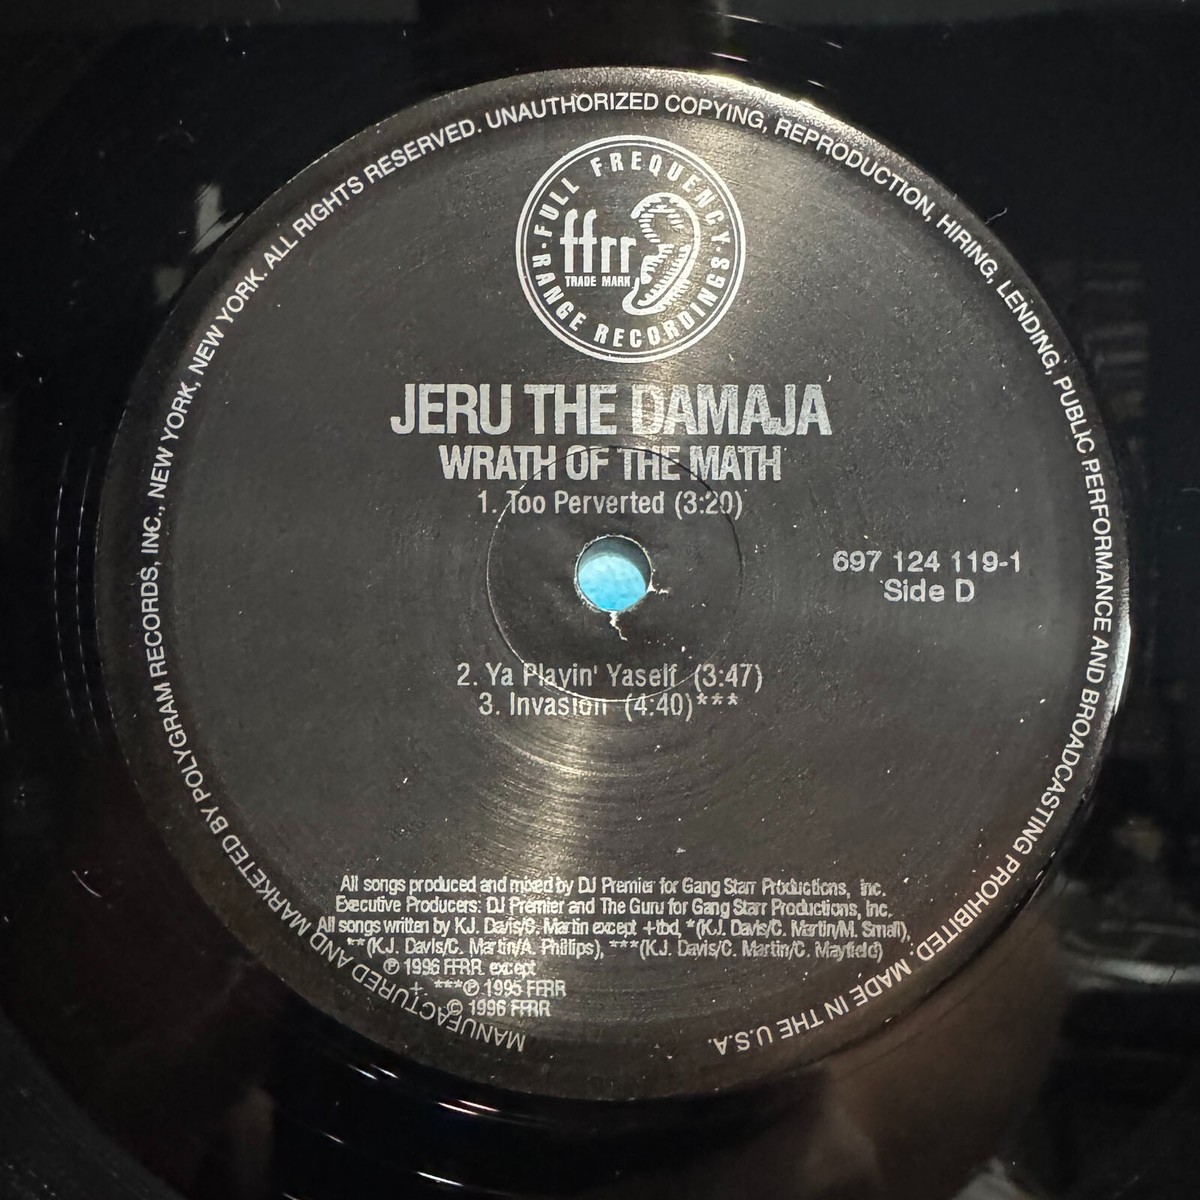 MANUFACTURED AND MARKETED BY POLYGRAM RECORDS, INC., NEW YORK, NEW YORK. ALL RIGHTS RESERVED. UNAUTHORIZED COPYING, REPRODUCTION, HIRING, LENDING, PUBLIC PERFORMANCE AND BROADCASTING PROHIBITED. MADE IN THE U.S.A.
· FULL FREQUENCY ·
RANGE RECORDINGS
ffrr
TRADE MARK
JERU THE DAMAJA
WRATH OF THE MATH
1. Too Perverted (3:20)
697 124 119-1
Side D
2. Ya Playin' Yaself (3:47)
3. Invasion (4:40)***
All songs produced and mixed by DJ Premier for Gang Starr Productions, Inc.
Executive Producers: DJ Premier and The Guru for Gang Starr Productions, Inc.
All songs written by K.J. Davis/C. Martin except +tbd, *(K.J. Davis/C. Martin/M. Small),
**(K.J. Davis/C. Martin/A. Phillips), ***(K.J. Davis/C. Martin/C. Mayfield)
℗ 1996 FFRR except
+ ***℗ 1995 FFRR
© 1996 FFRR